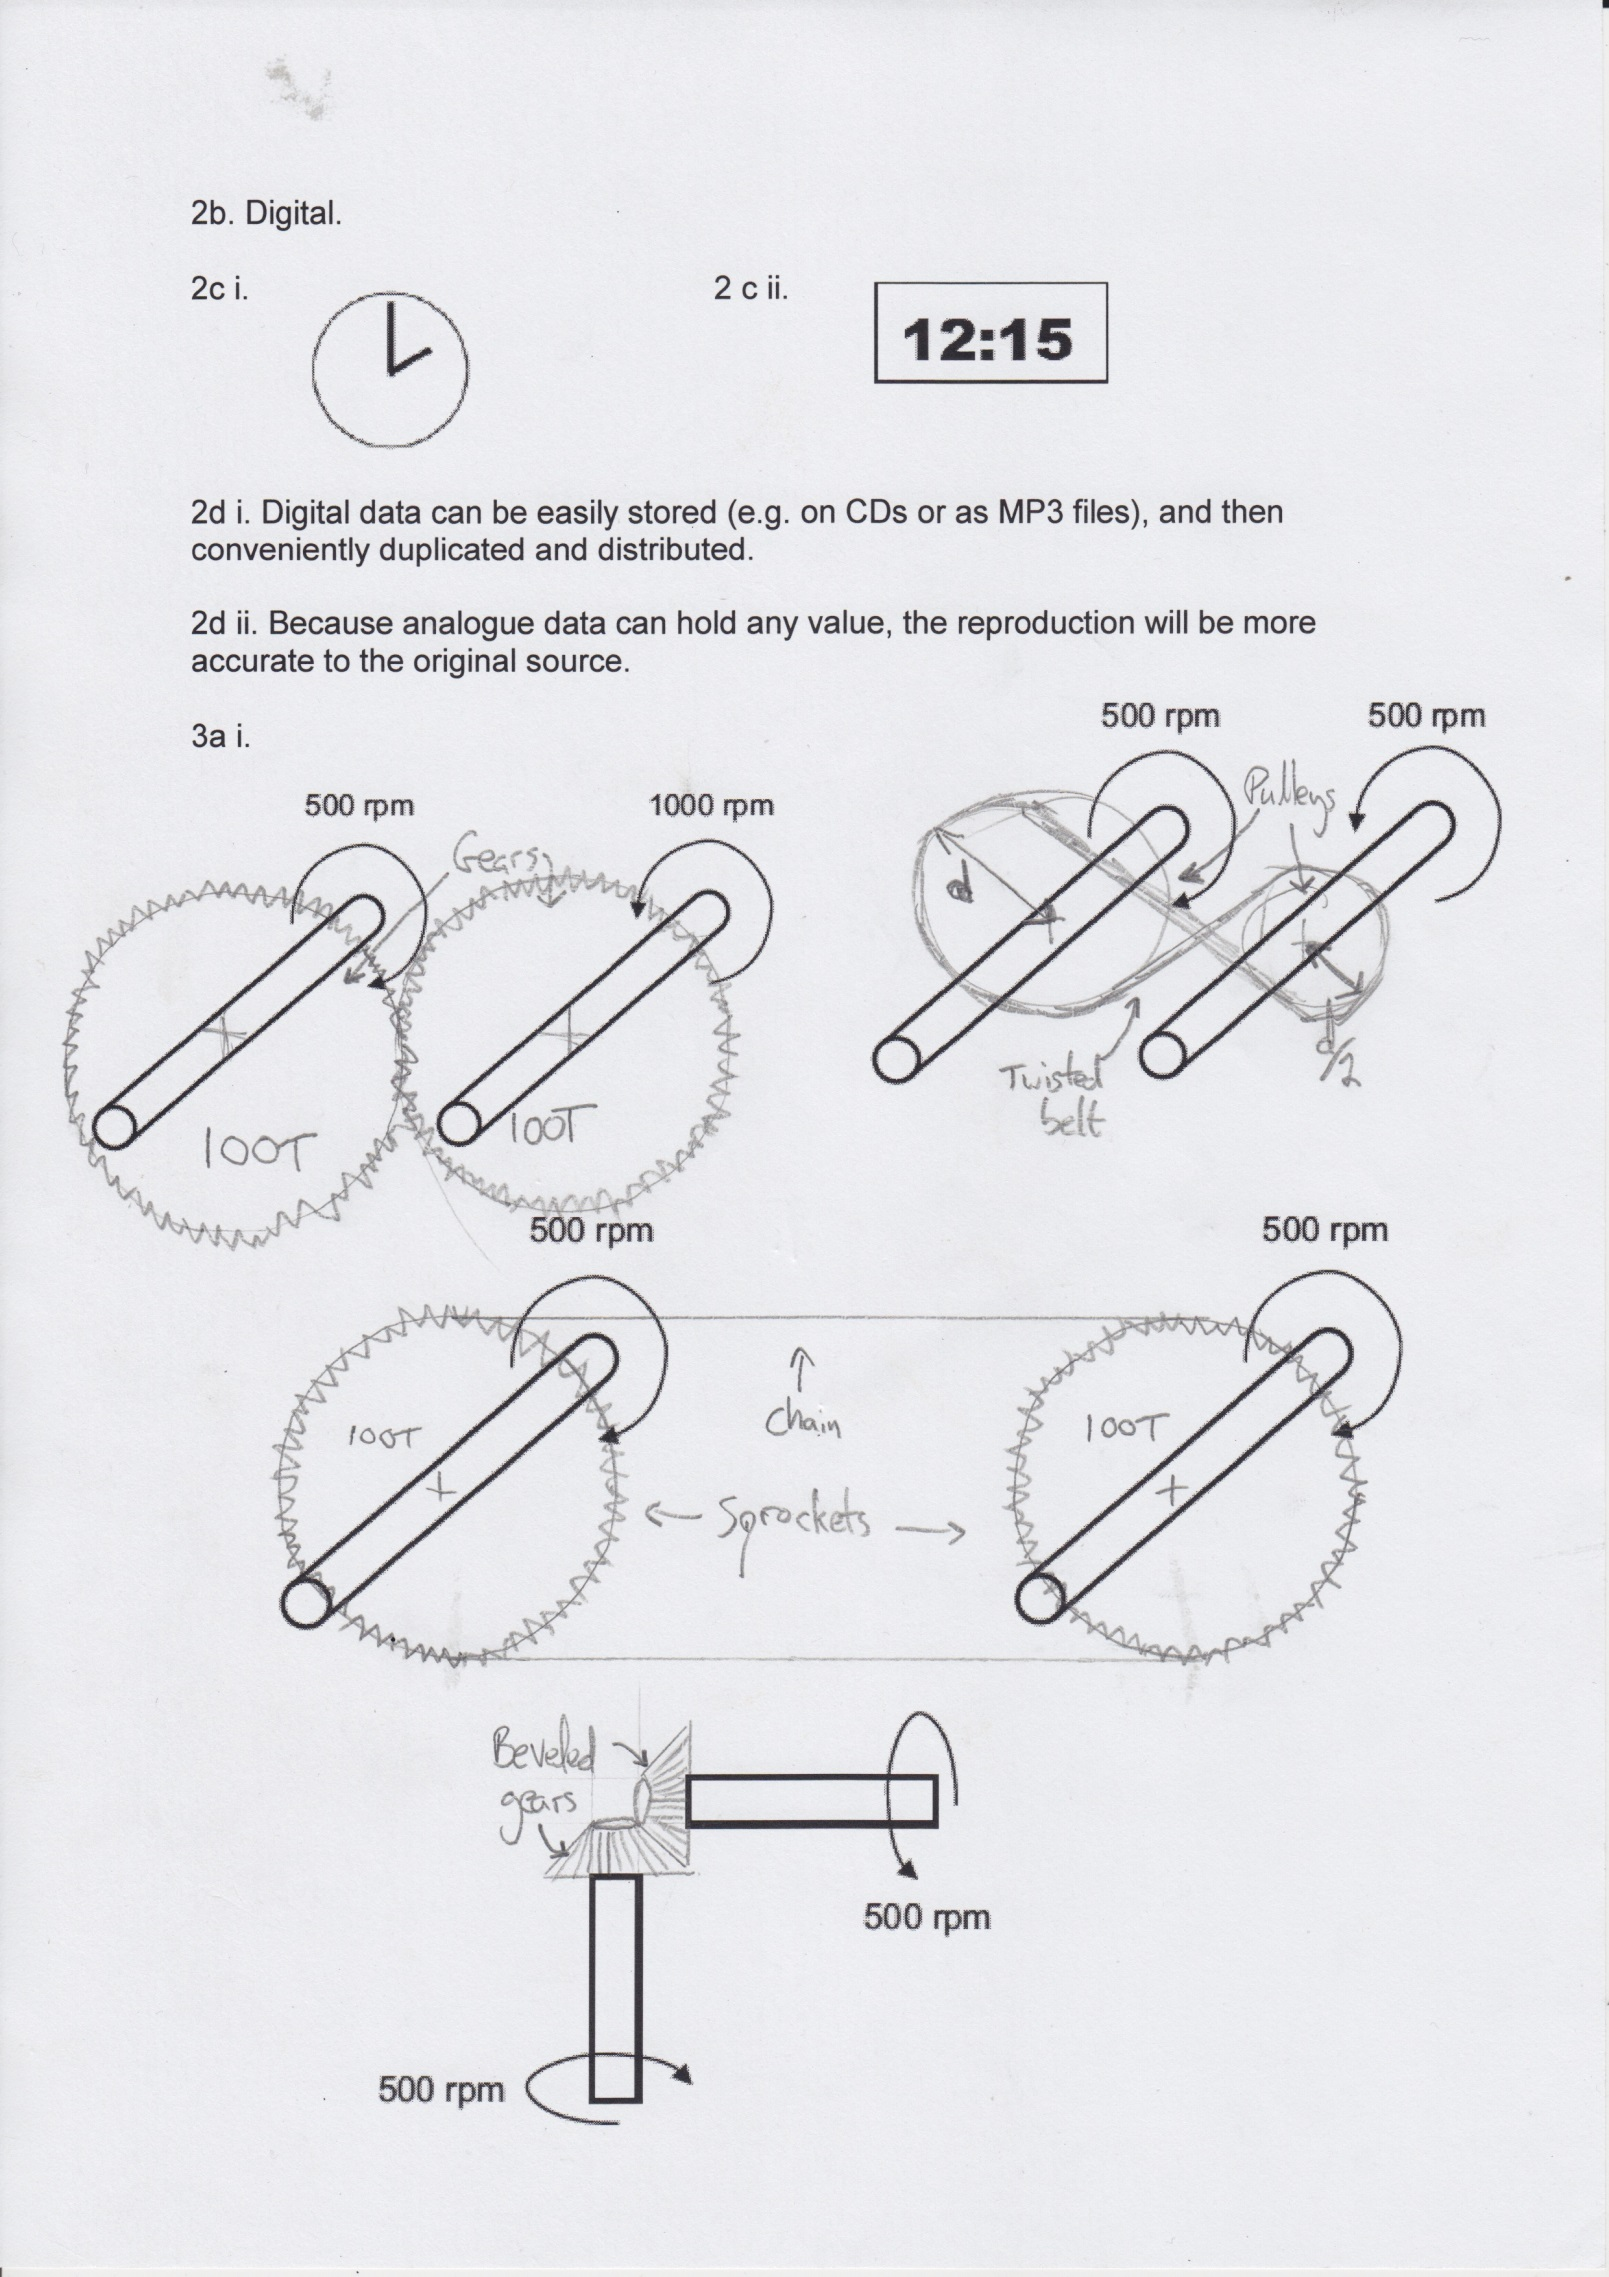 2b. Digital.
2c i.
2 c ii.
12:15
2d i. Digital data can be easily stored (e.g. on CDs or as MP3 files), and then
conveniently duplicated and distributed.
2d ii. Because analogue data can hold any value, the reproduction will be more
accurate to the original source.
3a i.
500 rpm
1000 rpm
Gears
100T
100T
500 rpm
500 rpm
Pulleys
d
d/2
Twisted
belt
500 rpm
500 rpm
100T
100T
Chain
Sprockets
Beveled
gears
500 rpm
500 rpm